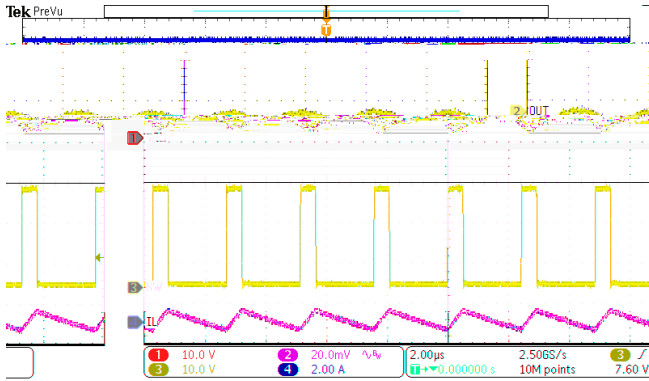 Tek PreVu
T
2 OUT
1
3
IL
1 10.0 V 2 20.0mV 2.00µs 2.50GS/s 3
3 10.0 V 4 2.00 A T→▼0.000000 s 10M points 7.60 V